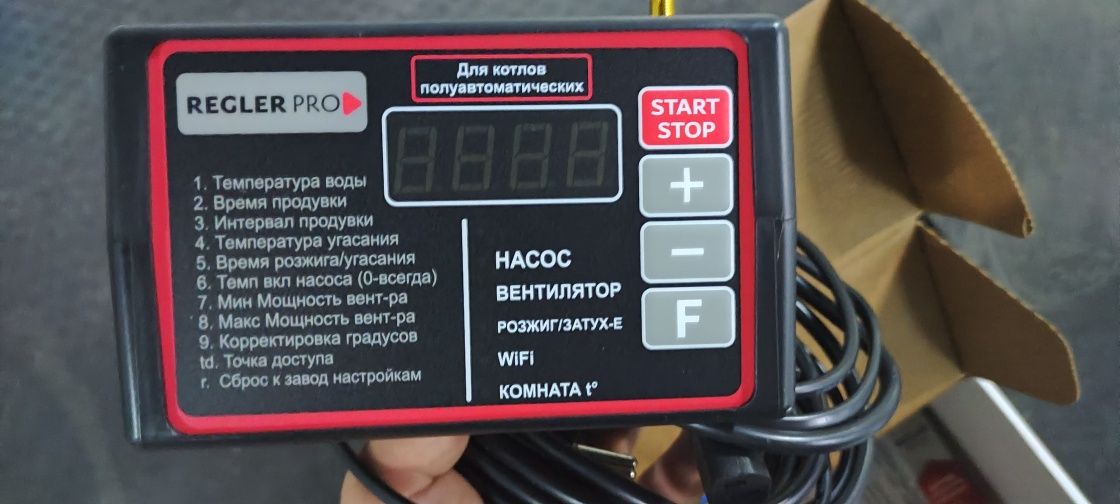 Для котлов
полуавтоматических
REGLER PRO
START
STOP
+
−
F
1. Температура воды
2. Время продувки
3. Интервал продувки
4. Температура угасания
5. Время розжига/угасания
6. Темп вкл насоса (0-всегда)
7. Мин Мощность вент-ра
8. Макс Мощность вент-ра
9. Корректировка градусов
td. Точка доступа
r. Сброс к завод настройкам
НАСОС
ВЕНТИЛЯТОР
РОЗЖИГ/ЗАТУХ-Е
WiFi
КОМНАТА t°